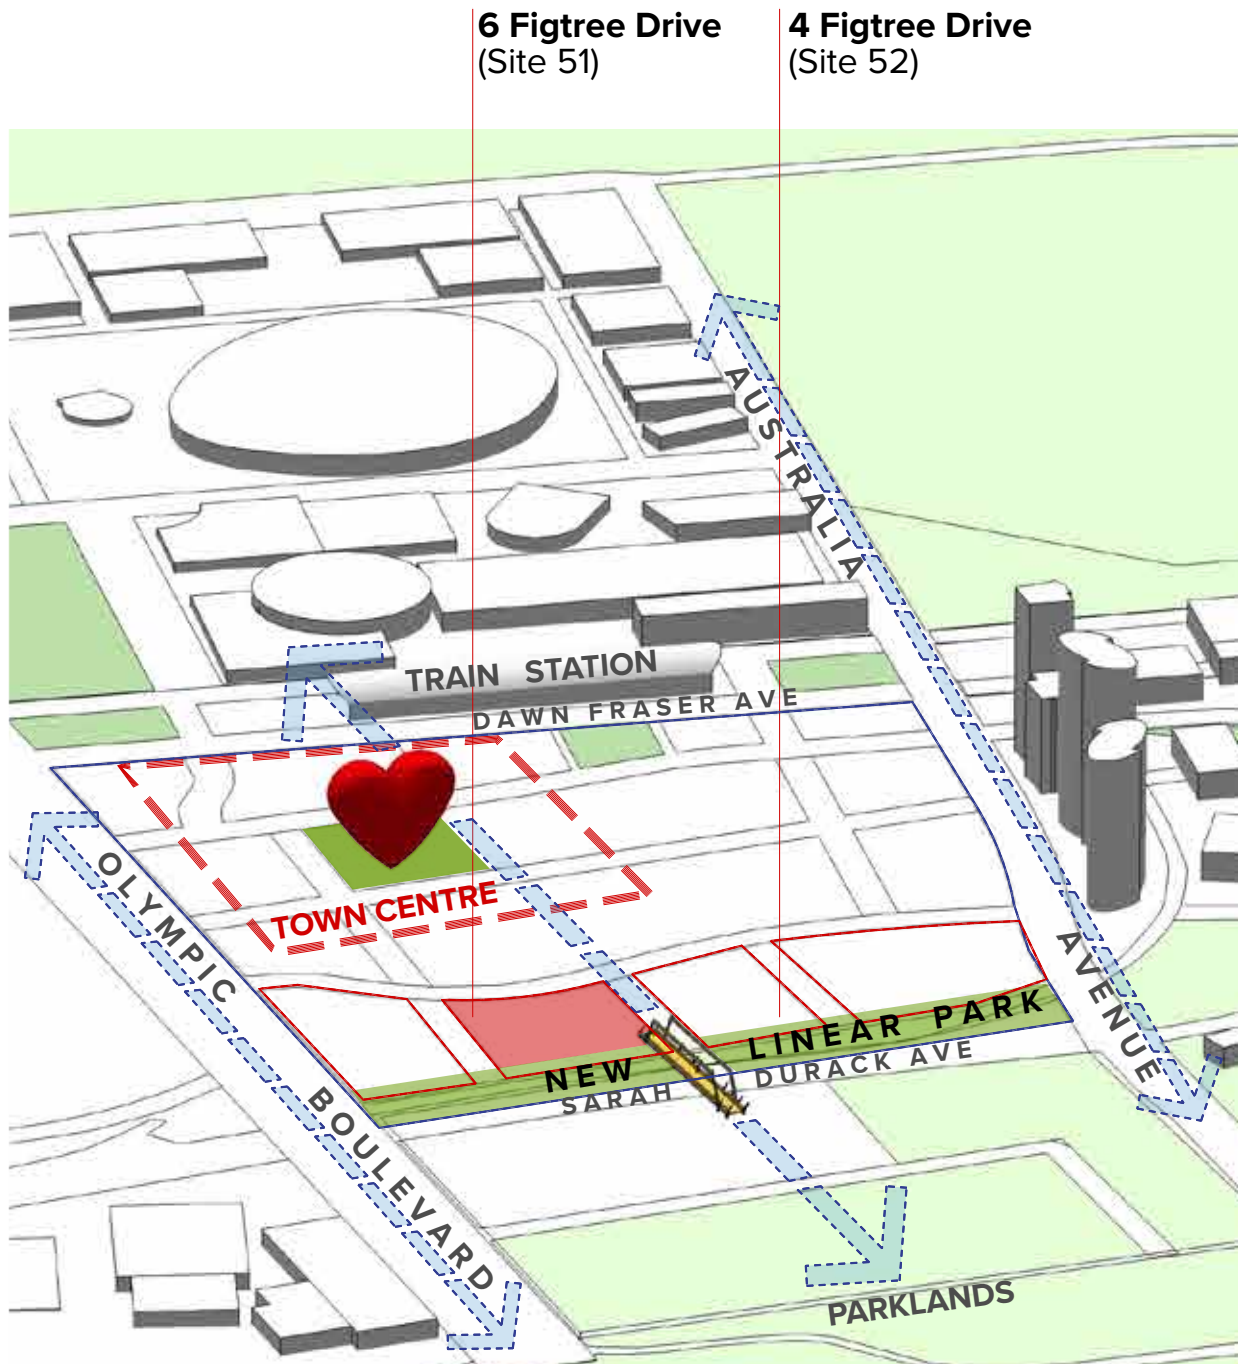 6 Figtree Drive
(Site 51)
4 Figtree Drive
(Site 52)
AUSTRALIA AVENUE
TRAIN STATION
DAWN FRASER AVE
TOWN CENTRE
OLYMPIC BOULEVARD
NEW LINEAR PARK
SARAH DURACK AVE
PARKLANDS